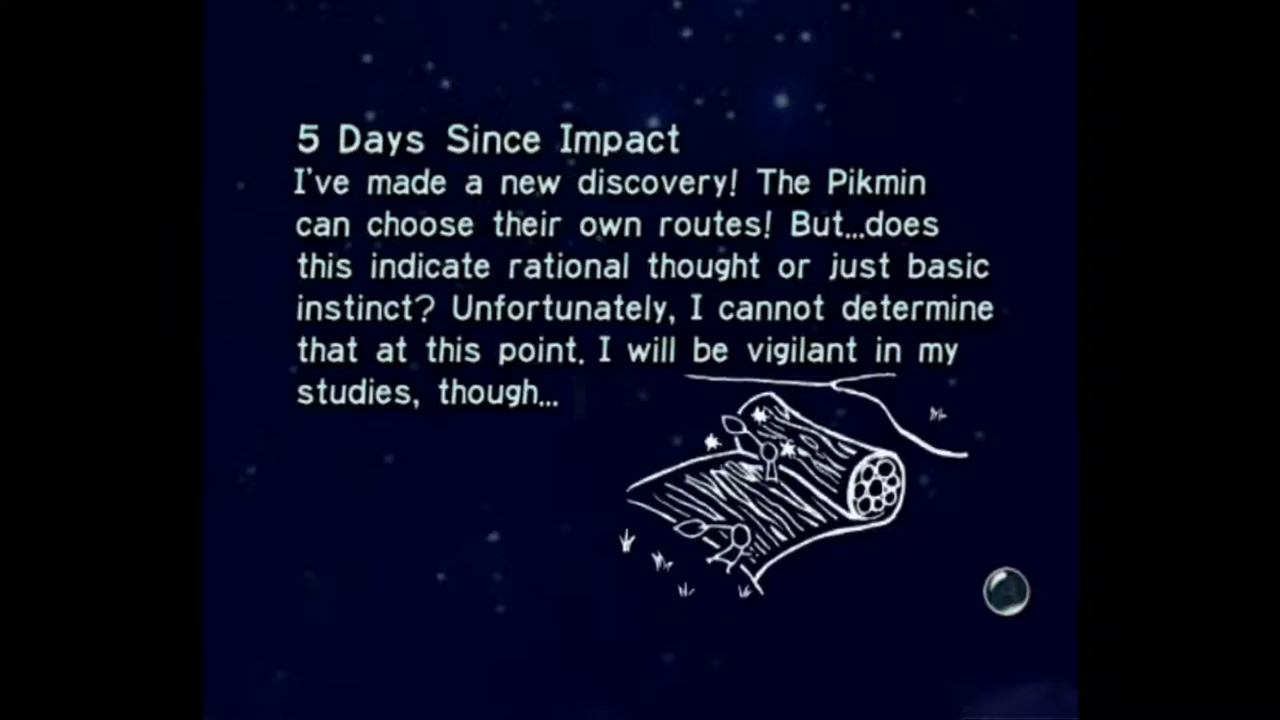 5 Days Since Impact
I've made a new discovery! The Pikmin
can choose their own routes! But...does
this indicate rational thought or just basic
instinct? Unfortunately, I cannot determine
that at this point. I will be vigilant in my
studies, though...